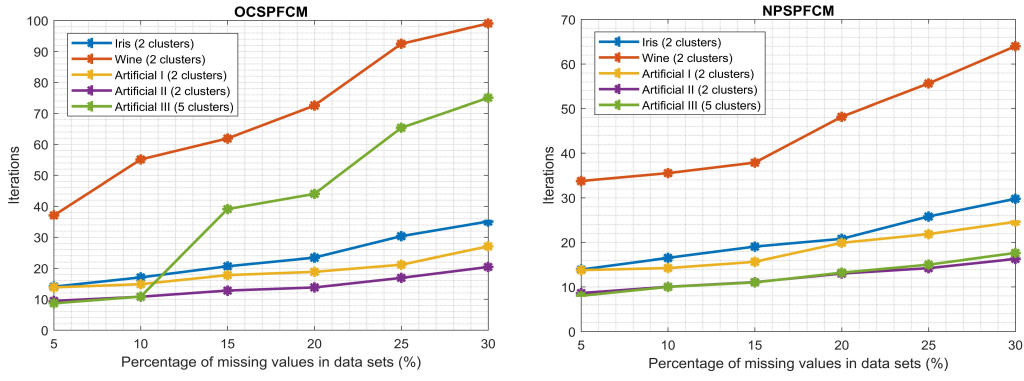 OCSPFCM
Iterations
100
90
80
70
60
50
40
30
20
10
0
Iris (2 clusters)
Wine (2 clusters)
Artificial I (2 clusters)
Artificial II (2 clusters)
Artificial III (5 clusters)
5 10 15 20 25 30
Percentage of missing values in data sets (%)
NPSPFCM
Iterations
70
60
50
40
30
20
10
0
Iris (2 clusters)
Wine (2 clusters)
Artificial I (2 clusters)
Artificial II (2 clusters)
Artificial III (5 clusters)
5 10 15 20 25 30
Percentage of missing values in data sets (%)